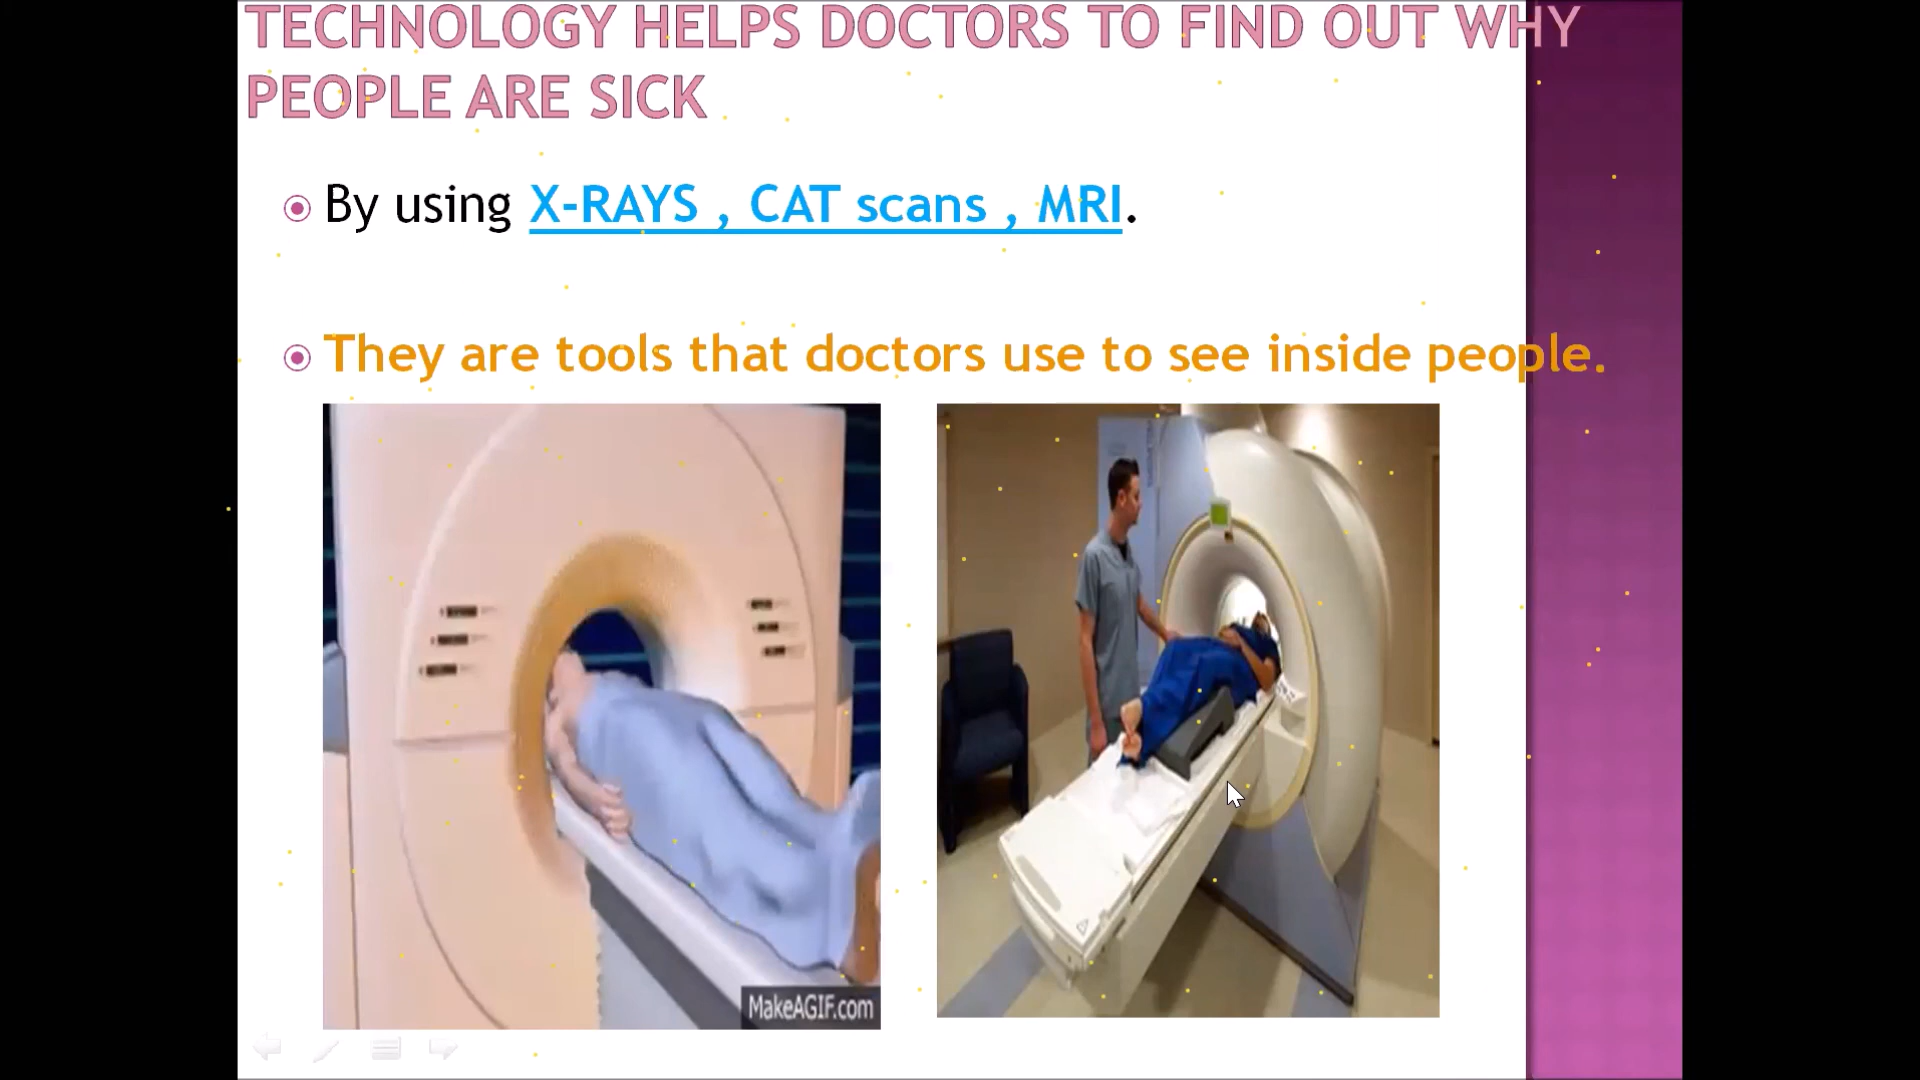 TECHNOLOGY HELPS DOCTORS TO FIND OUT WHY
PEOPLE ARE SICK
By using X-RAYS , CAT scans , MRI.
They are tools that doctors use to see inside people.
MakeAGIF.com